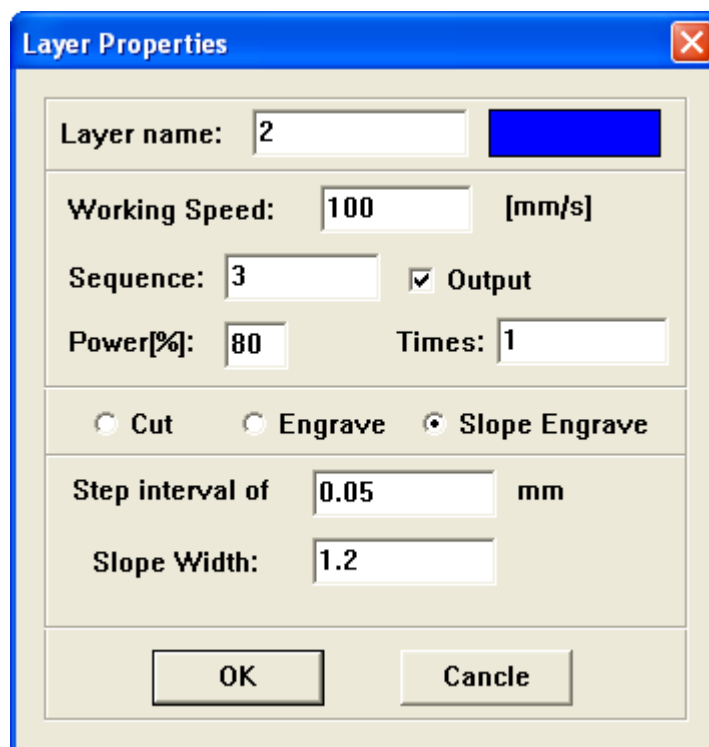 Layer Properties
Layer name: 2
Working Speed: 100 [mm/s]
Sequence: 3 Output
Power[%]: 80 Times: 1
Cut Engrave Slope Engrave
Step interval of 0.05 mm
Slope Width: 1.2
OK Cancle